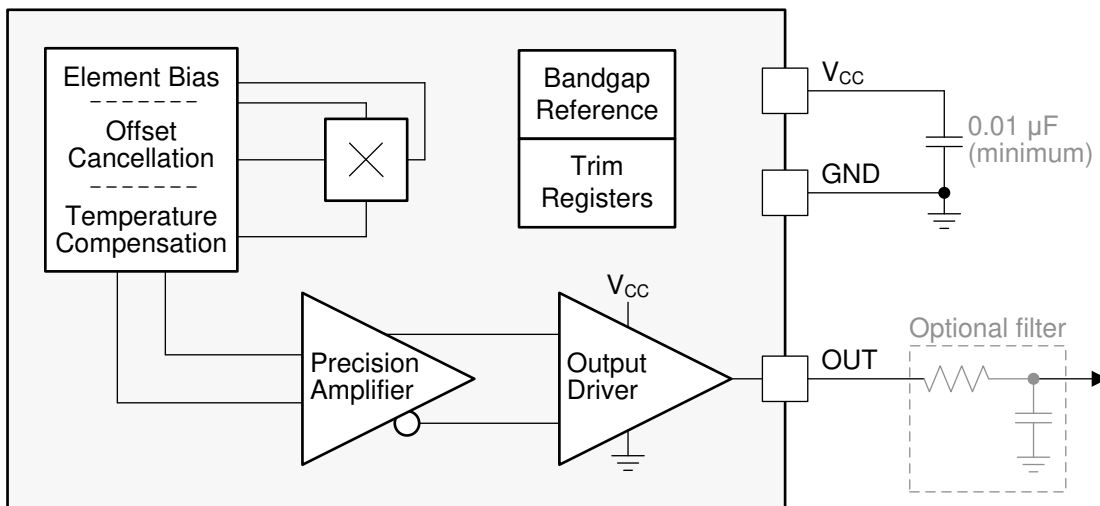 Element Bias
Offset
Cancellation
Temperature
Compensation
Bandgap
Reference
Trim
Registers
VCC
0.01 µF
(minimum)
GND
Precision
Amplifier
VCC
Output
Driver
OUT
Optional filter